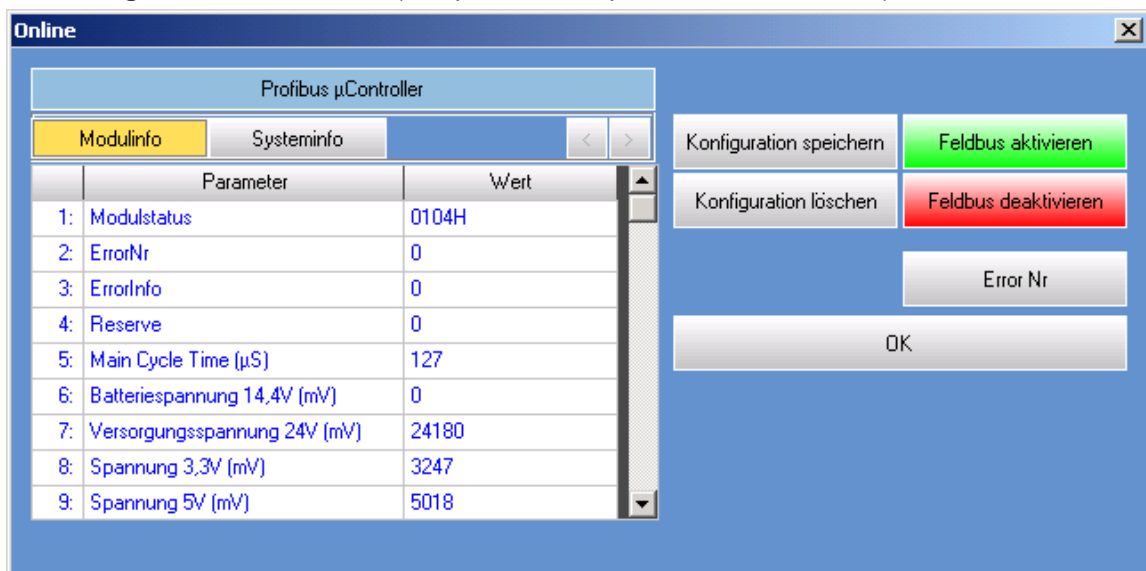 Online
Profibus µController
Modulinfo Systeminfo < >
Parameter Wert
1: Modulstatus 0104H
2: ErrorNr 0
3: ErrorInfo 0
4: Reserve 0
5: Main Cycle Time (µS) 127
6: Batteriespannung 14,4V (mV) 0
7: Versorgungsspannung 24V (mV) 24180
8: Spannung 3,3V (mV) 3247
9: Spannung 5V (mV) 5018
Konfiguration speichern Feldbus aktivieren
Konfiguration löschen Feldbus deaktivieren
Error Nr
OK